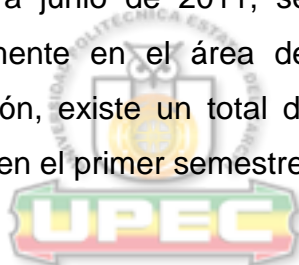 a junio de 2011, se
mente en el área de
ón, existe un total d
en el primer semestre
UPEC